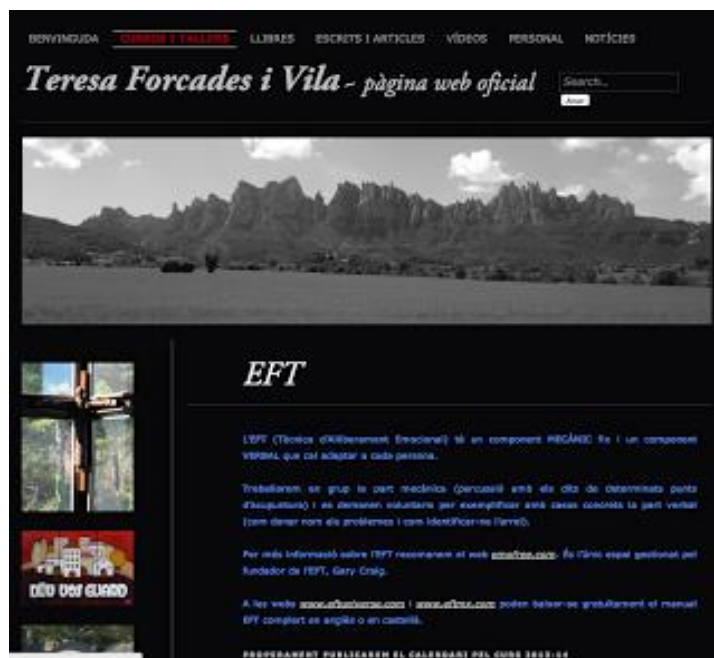 BENVINGUDA CURSOS I TALLERS LLIBRES ESCRITS I ARTICLES VÍDEOS PERSONAL NOTÍCIES
Teresa Forcades i Vila - pàgina web oficial
Search...
EFT
L'EFT (Tècnica d'Alliberament Emocional) té un component MECÀNIC fix i un component
VERBAL que cal adaptar a cada persona.
Treballarem en grup la part mecànica (percussió amb els dits de determinats punts
d'acupuntura) i es demanen voluntaris per exemplificar amb casos concrets la part verbal
(com donar nom als problemes i com identificar-ne l'arrel).
Per més informació sobre l'EFT recomanem el web . És l'únic espai gestionat pel
fundador de l'EFT, Gary Craig.
A les webs www.eftuniverse.com i poden baixar-se gratuïtament el manual
EFT complert en anglès o en castellà.
DÉU VOS GUARD
PROPERAMENT PUBLICAREM EL CALENDARI PEL CURS 2013-14